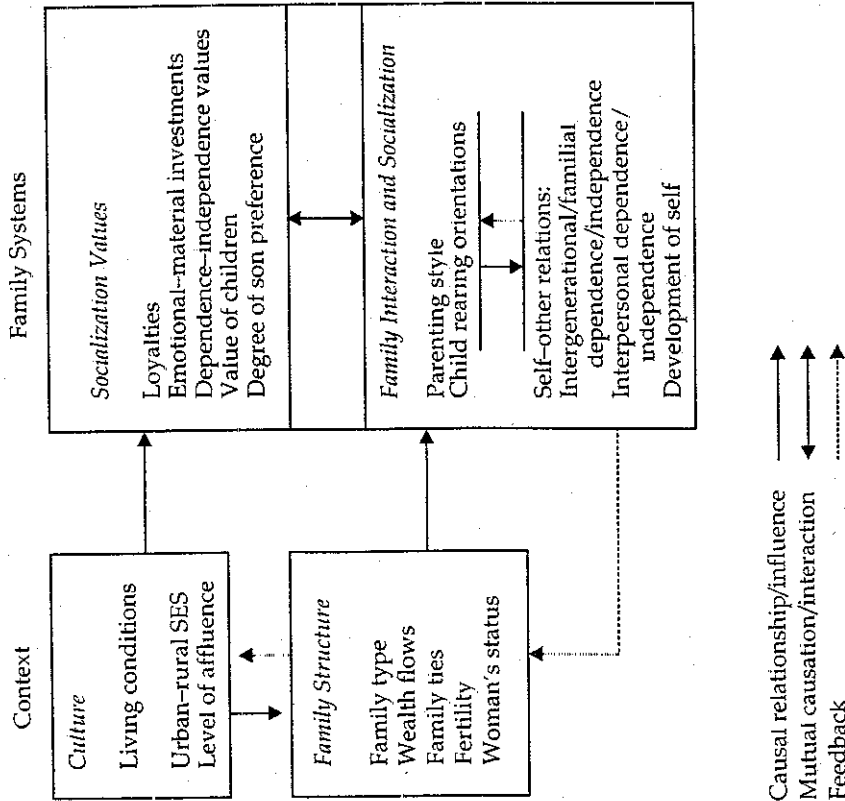 Context
Culture
Living conditions
Urban–rural SES
Level of affluence
Family Structure
Family type
Wealth flows
Family ties
Fertility
Woman's status
Family Systems
Socialization Values
Loyalties
Emotional–material investments
Dependence–independence values
Value of children
Degree of son preference
Family Interaction and Socialization
Parenting style
Child rearing orientations
Self–other relations:
Intergenerational/familial
dependence/independence
Interpersonal dependence/
independence
Development of self
Causal relationship/influence
Mutual causation/interaction
Feedback